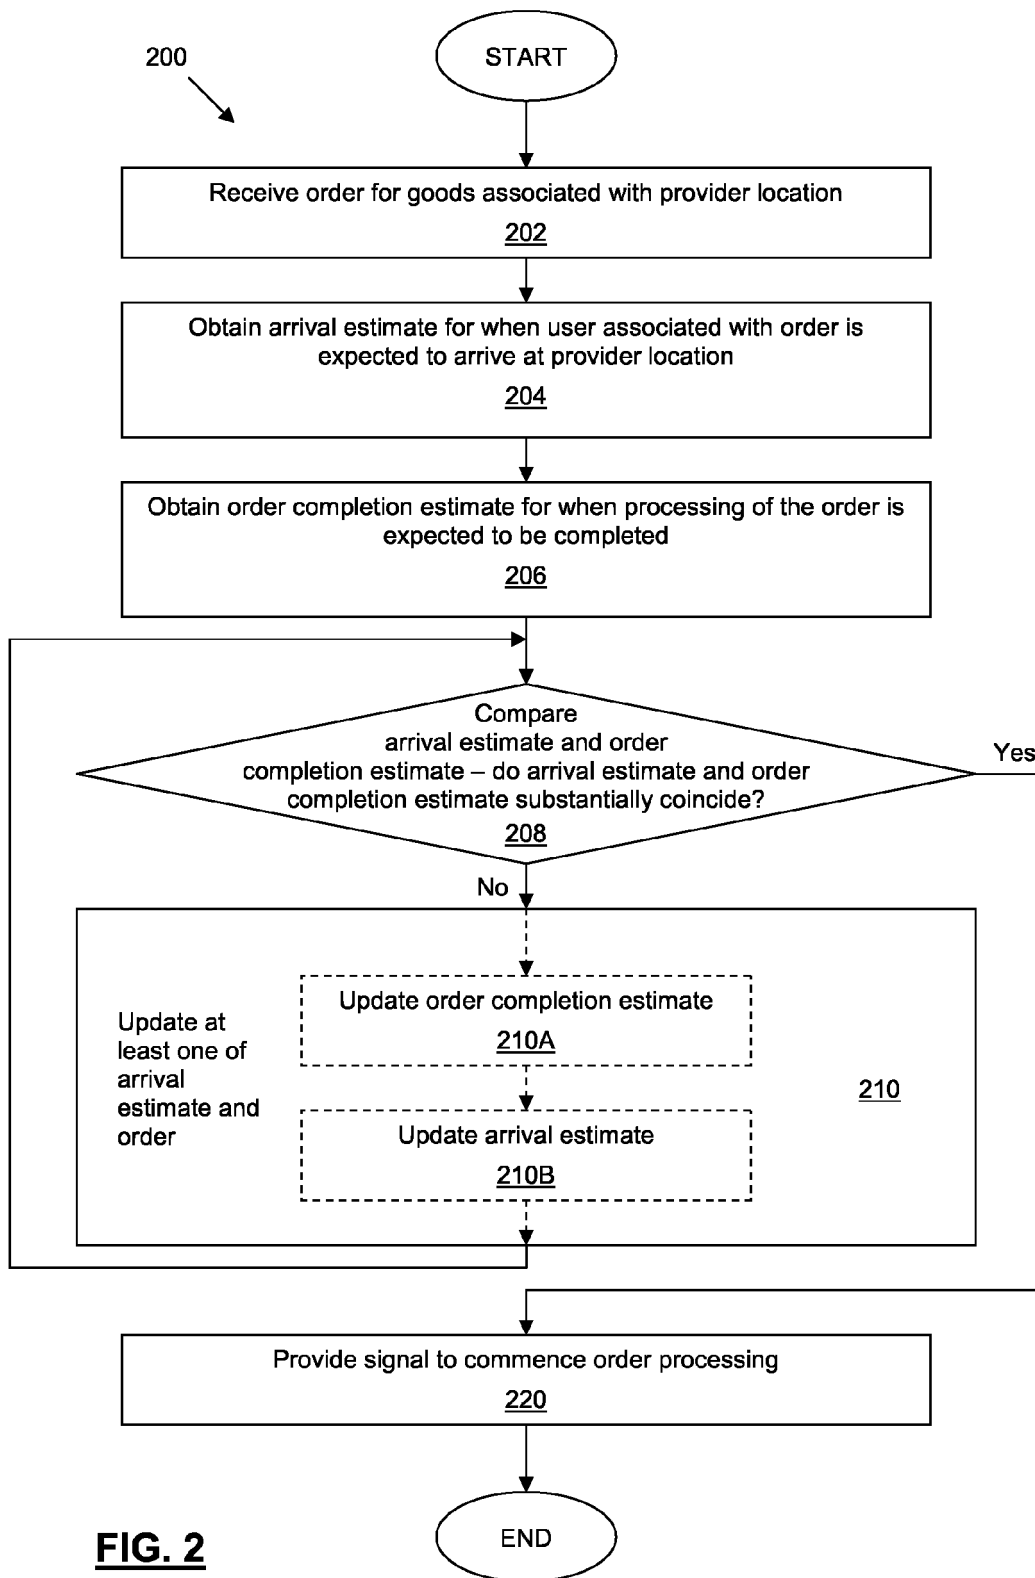 START
200
Receive order for goods associated with provider location
202
Obtain arrival estimate for when user associated with order is
expected to arrive at provider location
204
Obtain order completion estimate for when processing of the order is
expected to be completed
206
Compare
arrival estimate and order
completion estimate – do arrival estimate and order
completion estimate substantially coincide?
208
Yes
No
Update order completion estimate
210A
Update at
least one of
arrival
estimate and
order
210
Update arrival estimate
210B
Provide signal to commence order processing
220
END
FIG. 2